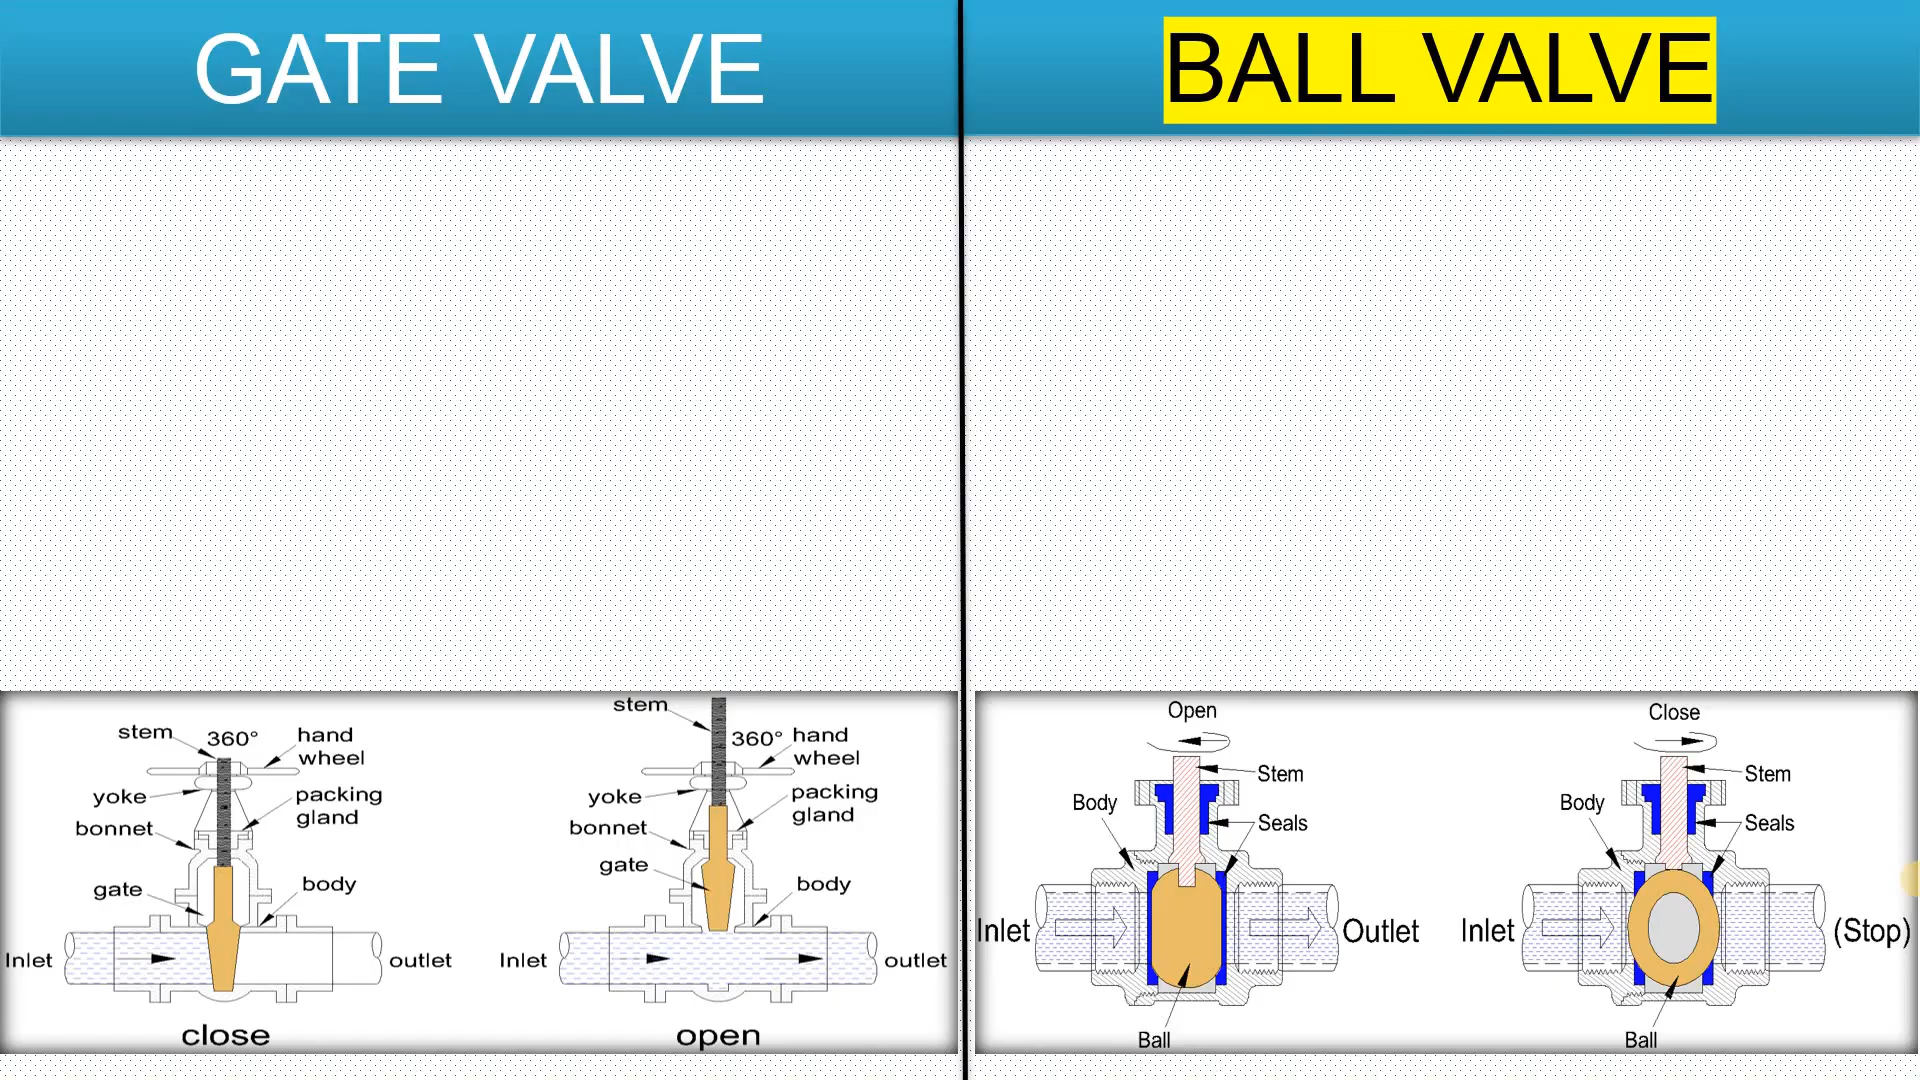 GATE VALVE
BALL VALVE
stem
360°
hand
wheel
yoke
packing
gland
bonnet
gate
body
Inlet
outlet
close
stem
360°
hand
wheel
yoke
packing
gland
bonnet
gate
body
Inlet
outlet
open
Open
Stem
Body
Seals
Inlet
Outlet
Ball
Close
Stem
Body
Seals
Inlet
(Stop)
Ball